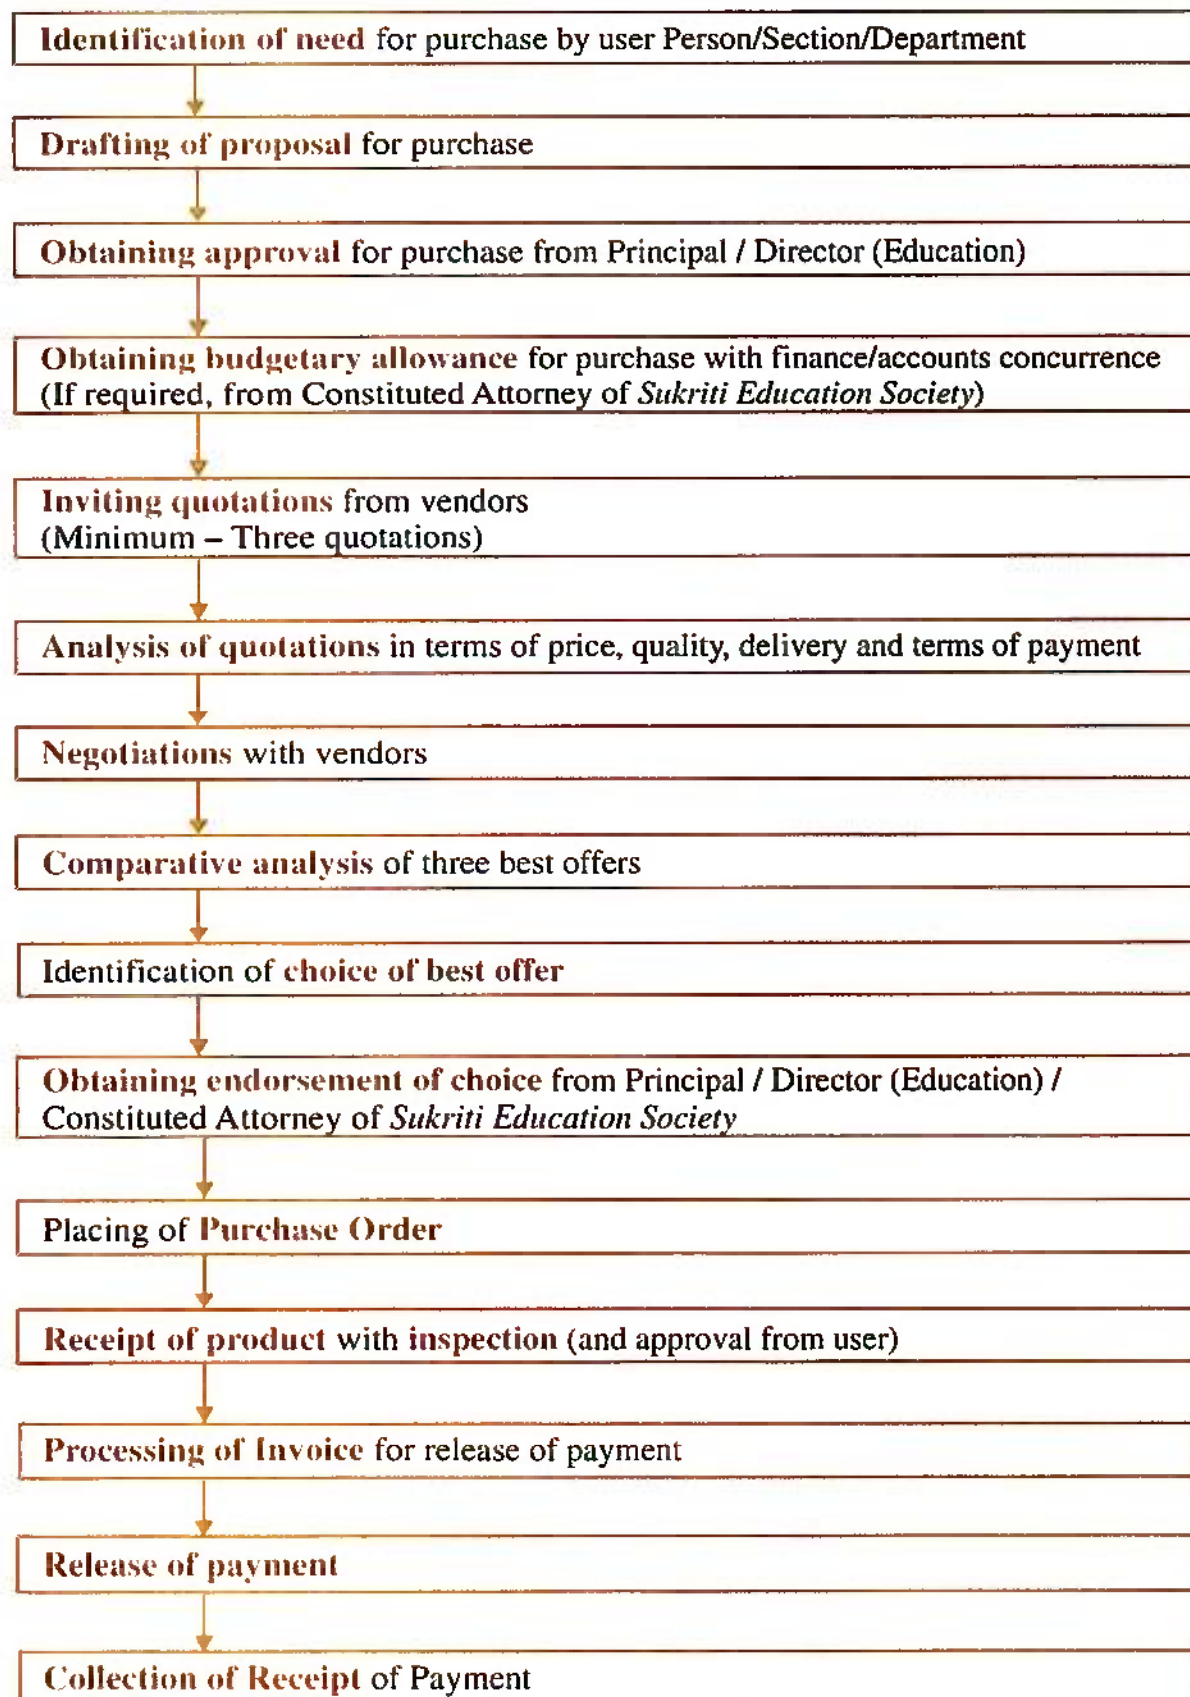 Identification of need for purchase by user Person/Section/Department
Drafting of proposal for purchase
Obtaining approval for purchase from Principal / Director (Education)
Obtaining budgetary allowance for purchase with finance/accounts concurrence
(If required, from Constituted Attorney of Sukriti Education Society)
Inviting quotations from vendors
(Minimum – Three quotations)
Analysis of quotations in terms of price, quality, delivery and terms of payment
Negotiations with vendors
Comparative analysis of three best offers
Identification of choice of best offer
Obtaining endorsement of choice from Principal / Director (Education) /
Constituted Attorney of Sukriti Education Society
Placing of Purchase Order
Receipt of product with inspection (and approval from user)
Processing of Invoice for release of payment
Release of payment
Collection of Receipt of Payment